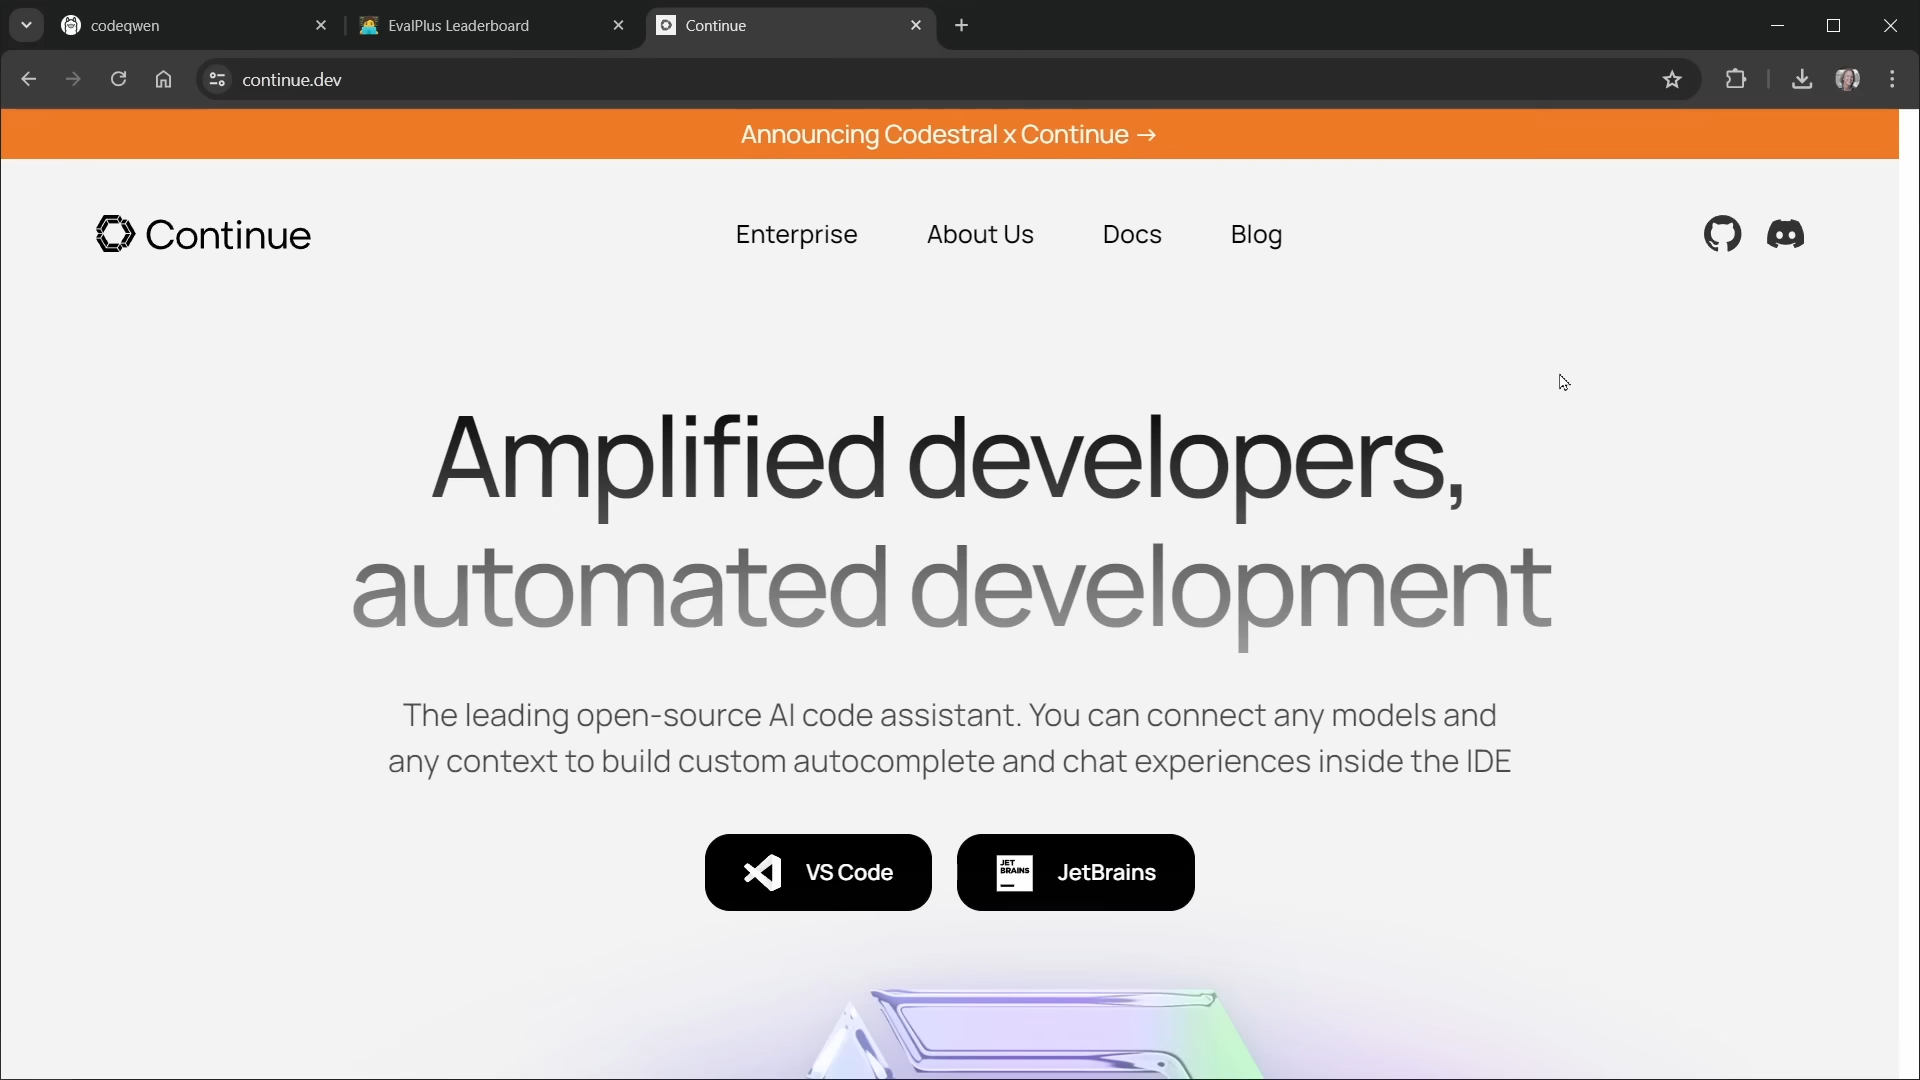 codeqwen
EvalPlus Leaderboard
Continue
continue.dev
Announcing Codestral x Continue →
Continue
Enterprise
About Us
Docs
Blog
Amplified developers,
automated development
The leading open-source AI code assistant. You can connect any models and
any context to build custom autocomplete and chat experiences inside the IDE
VS Code
JET
BRAINS
JetBrains